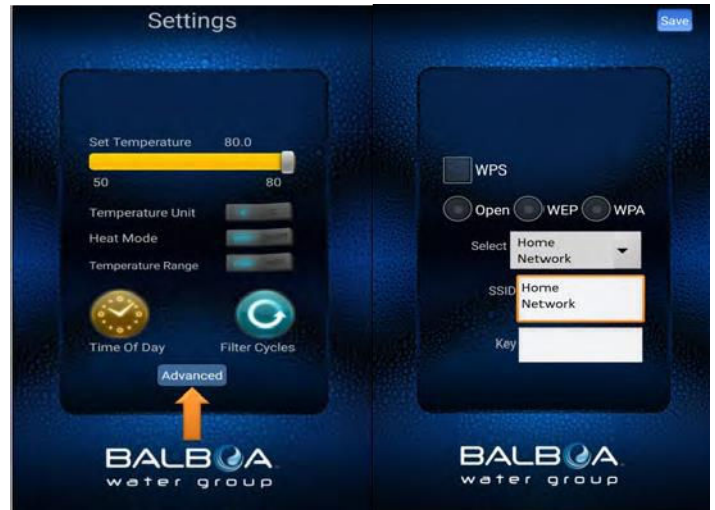 Settings
Set Temperature 80.0
50 80
Temperature Unit
Heat Mode
Temperature Range
Time Of Day Filter Cycles
Advanced
BALBOA
water group
Save
WPS
Open WEP WPA
Select Home
Network
SSID Home
Network
Key
BALBOA
water group